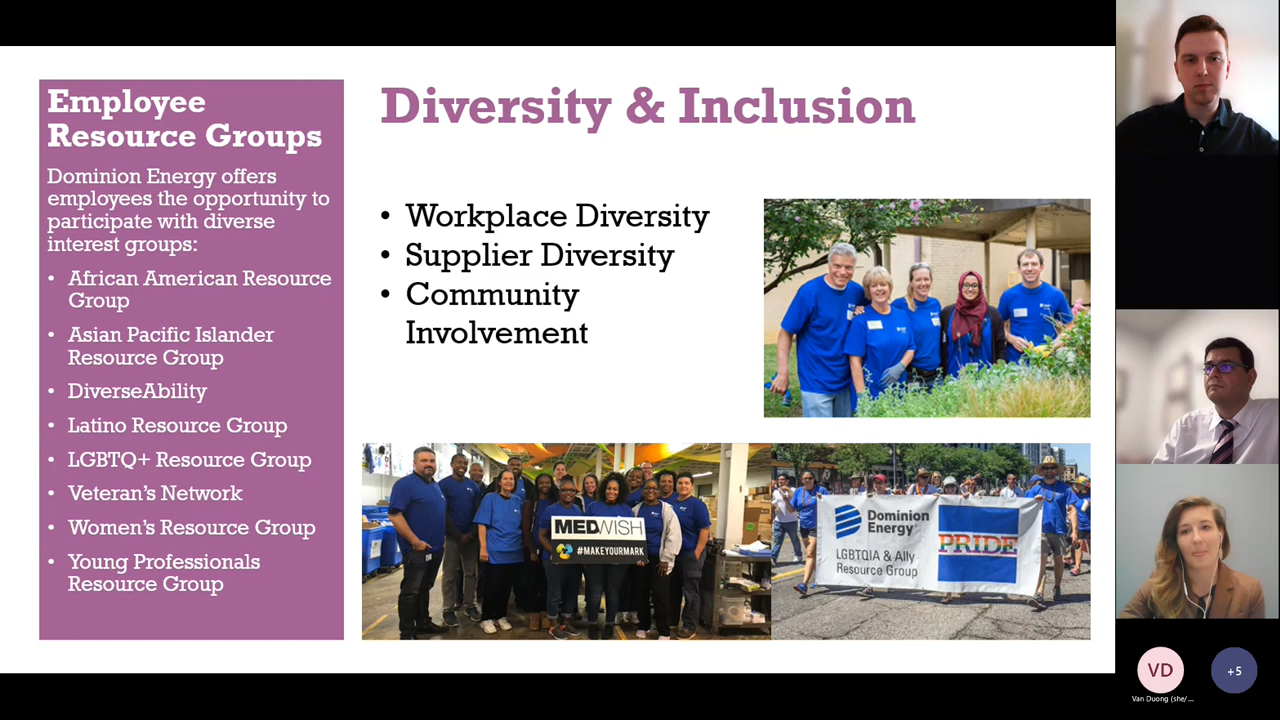 Employee
Resource Groups
Dominion Energy offers
employees the opportunity to
participate with diverse
interest groups:
• African American Resource
Group
• Asian Pacific Islander
Resource Group
• DiverseAbility
• Latino Resource Group
• LGBTQ+ Resource Group
• Veteran's Network
• Women's Resource Group
• Young Professionals
Resource Group
Diversity & Inclusion
• Workplace Diversity
• Supplier Diversity
• Community
Involvement
MEDWISH
#MAKEYOURMARK
Dominion
Energy®
LGBTQIA & Ally
Resource Group
PRIDE
VD
Van Duong (she/...
+5